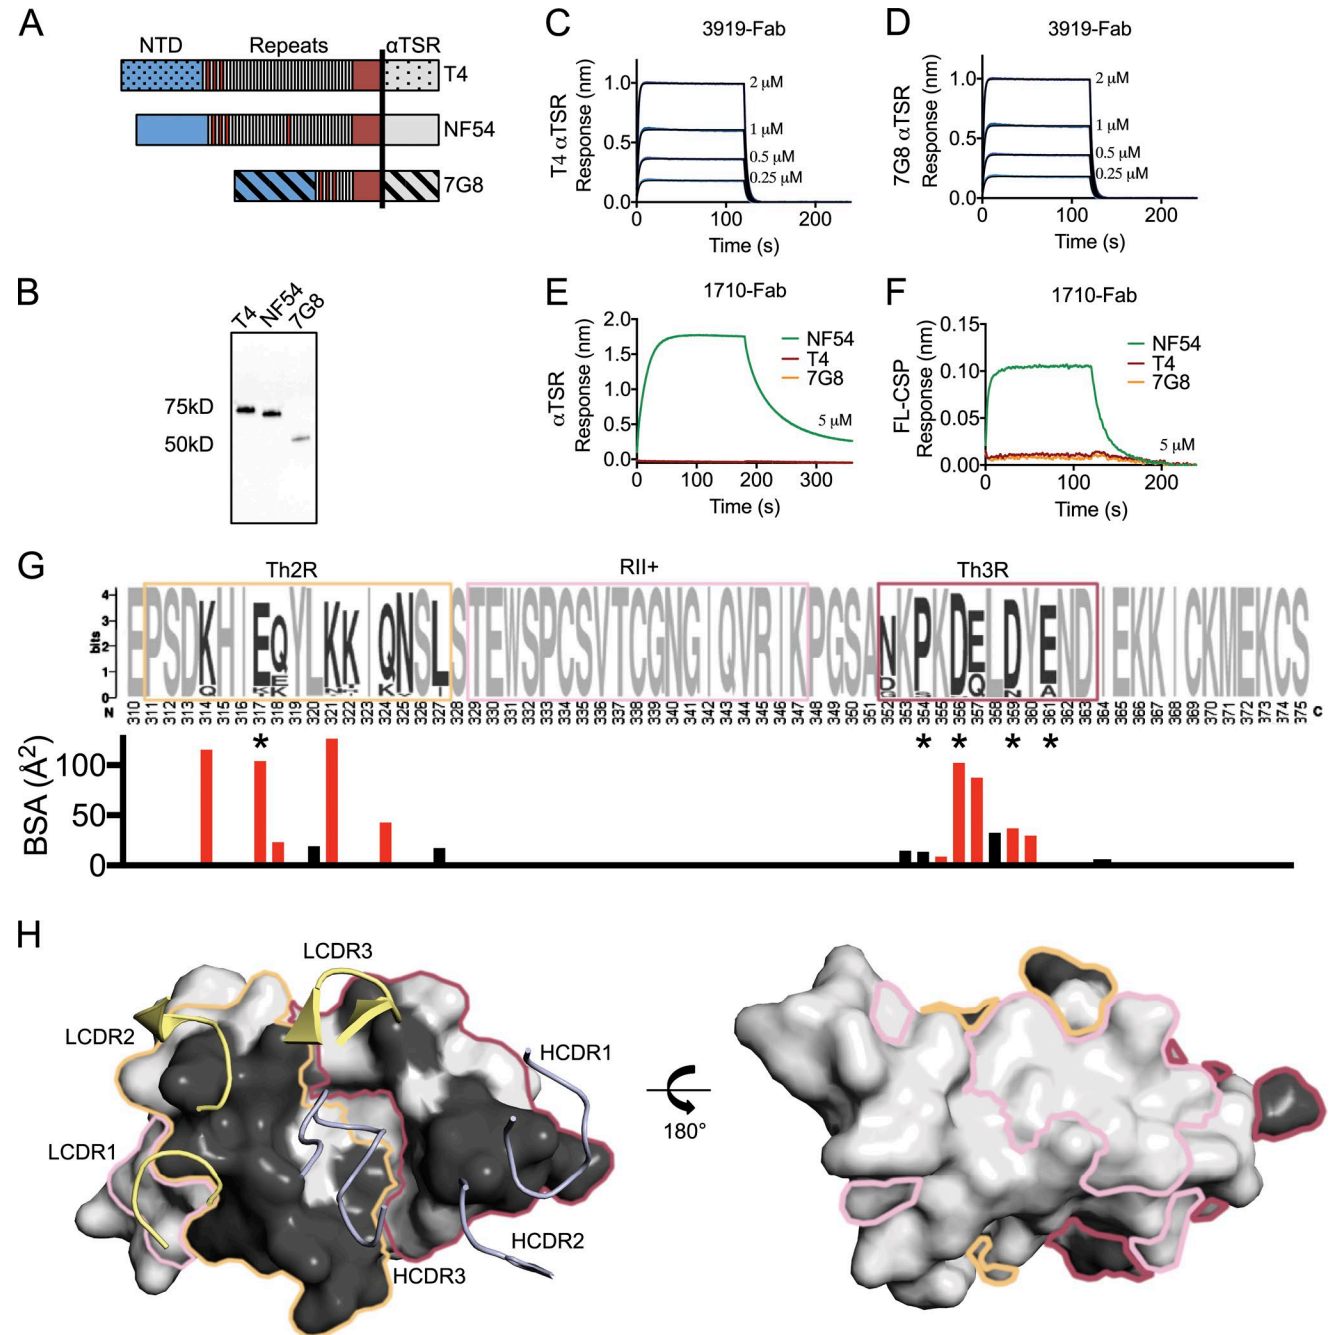 A
NTD Repeats αTSR
T4
NF54
7G8
B
T4 NF54 7G8
75kD
50kD
C
3919-Fab
T4 αTSR
Response (nm)
1.0
0.5
0.0
2 µM
1 µM
0.5 µM
0.25 µM
0 100 200
Time (s)
D
3919-Fab
7G8 αTSR
Response (nm)
1.0
0.5
0.0
2 µM
1 µM
0.5 µM
0.25 µM
0 100 200
Time (s)
E
1710-Fab
αTSR
Response (nm)
2.0
1.5
1.0
0.5
0.0
NF54
T4
7G8
5 µM
0 100 200 300
Time (s)
F
1710-Fab
FL-CSP
Response (nm)
0.15
0.10
0.05
0.00
NF54
T4
7G8
5 µM
0 100 200
Time (s)
G
Th2R RII+ Th3R
bits
4
3
2
1
0
EPSDKHIEQYLKKIQNSLSTEWSPCSVTCGNGIQVRIKPGSANKPKDELDYENDIEKKICKMEKCS
N
310 311 312 313 314 315 316 317 318 319 320 321 322 323 324 325 326 327 328 329 330 331 332 333 334 335 336 337 338 339 340 341 342 343 344 345 346 347 348 349 350 351 352 353 354 355 356 357 358 359 360 361 362 363 364 365 366 367 368 369 370 371 372 373 374 375
C
* * * * *
BSA (Å2)
100
50
0
H
LCDR3
LCDR2
HCDR1
LCDR1
HCDR2
HCDR3
180°